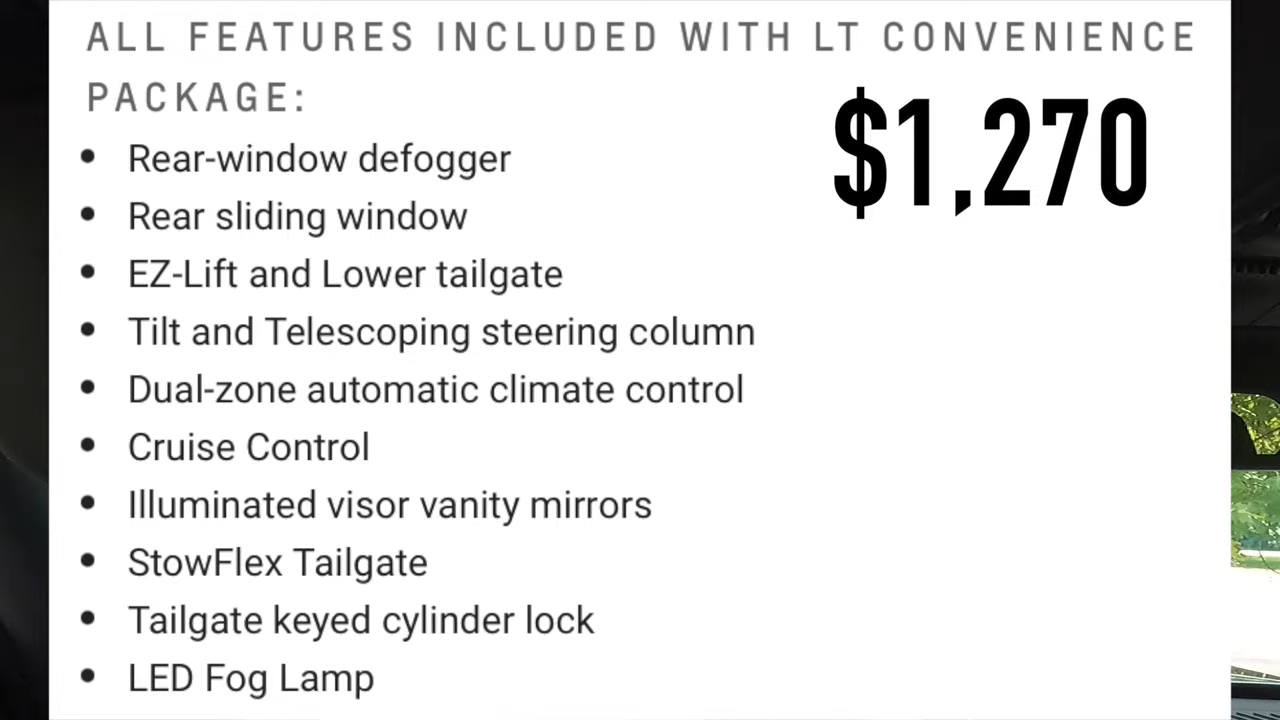 ALL FEATURES INCLUDED WITH LT CONVENIENCE
PACKAGE:
$1,270
• Rear-window defogger
• Rear sliding window
• EZ-Lift and Lower tailgate
• Tilt and Telescoping steering column
• Dual-zone automatic climate control
• Cruise Control
• Illuminated visor vanity mirrors
• StowFlex Tailgate
• Tailgate keyed cylinder lock
• LED Fog Lamp